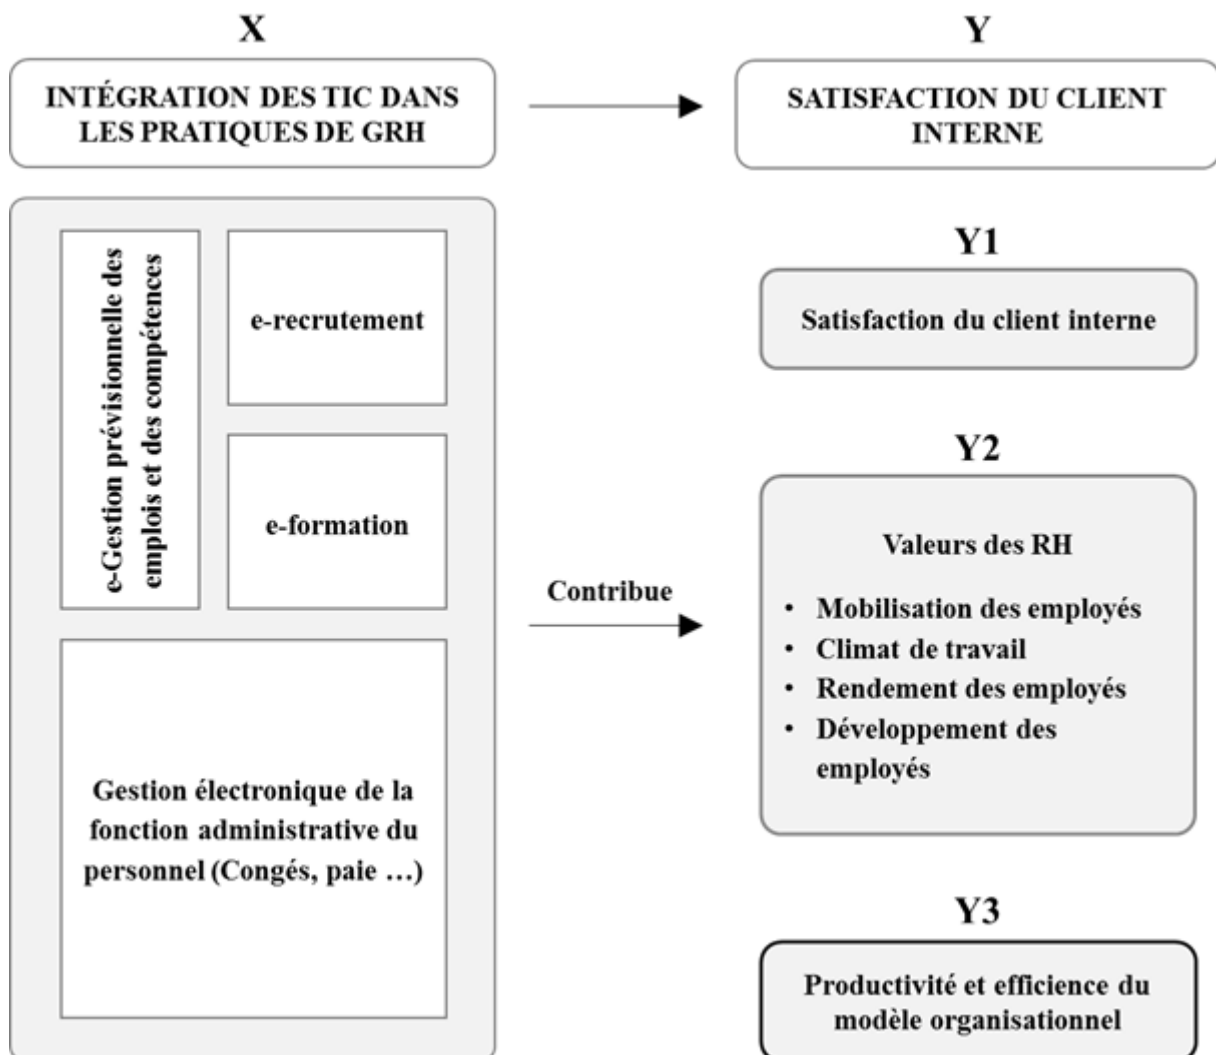 X
INTÉGRATION DES TIC DANS
LES PRATIQUES DE GRH
Y
SATISFACTION DU CLIENT
INTERNE
e-Gestion prévisionnelle des
emplois et des compétences
e-recrutement
e-formation
Gestion électronique de la
fonction administrative du
personnel (Congés, paie …)
Contribue
Y1
Satisfaction du client interne
Y2
Valeurs des RH
• Mobilisation des employés
• Climat de travail
• Rendement des employés
• Développement des
employés
Y3
Productivité et efficience du
modèle organisationnel